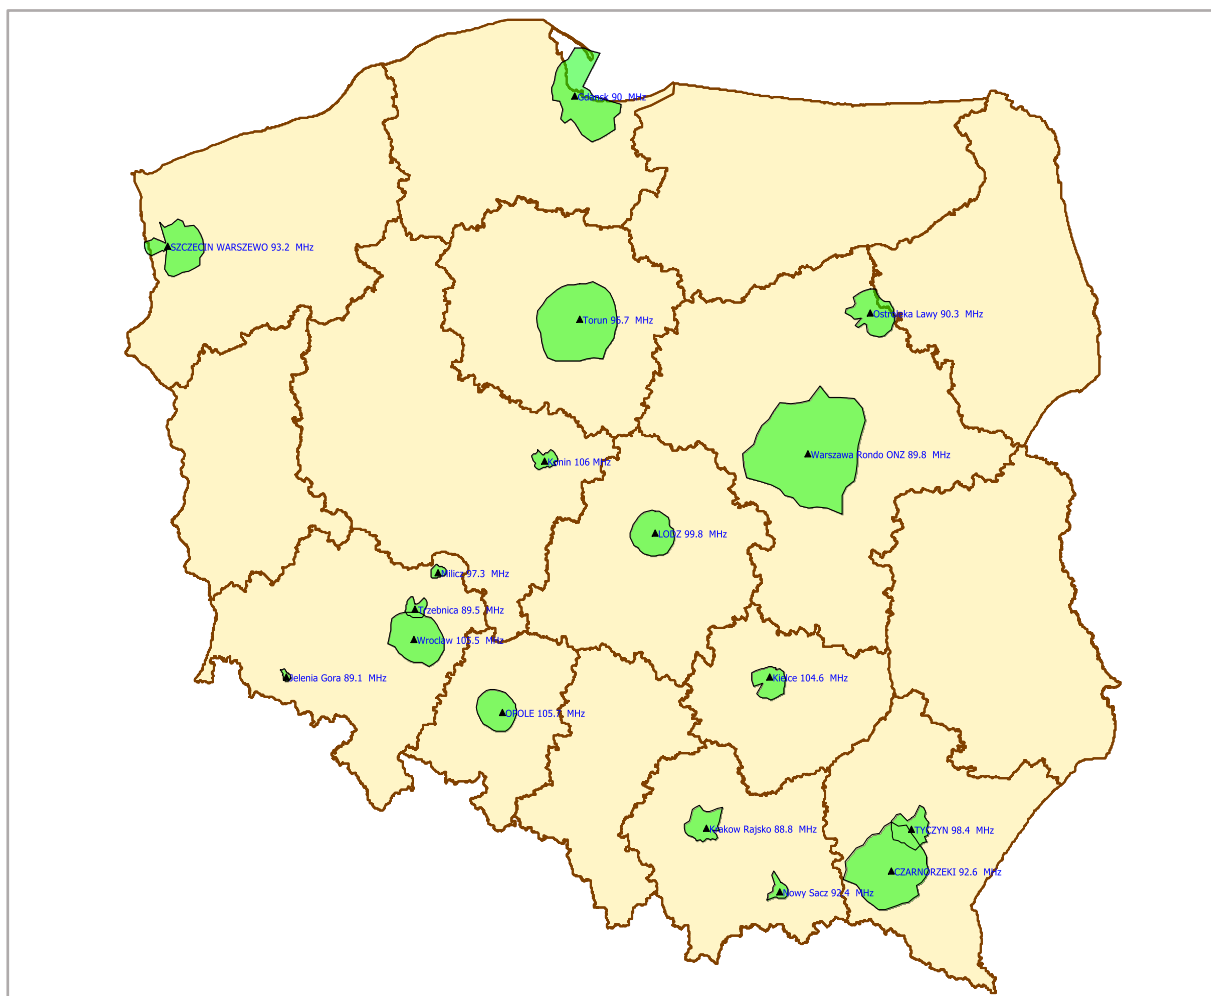 Gdansk 90  MHz
SZCZECIN WARSZEWO 93.2  MHz
Ostroleka Lawy 90.3  MHz
Torun 96.7  MHz
Warszawa Rondo ONZ 89.8  MHz
Konin 106 MHz
LODZ 99.8  MHz
Milicz 97.3  MHz
Trzebnica 89.5  MHz
Wroclaw 105.5  MHz
Jelenia Gora 89.1  MHz
Kielce 104.6  MHz
OPOLE 105.7  MHz
Krakow Rajsko 88.8  MHz
TYCZYN 98.4  MHz
CZARNORZEKI 92.6  MHz
Nowy Sacz 92.4  MHz